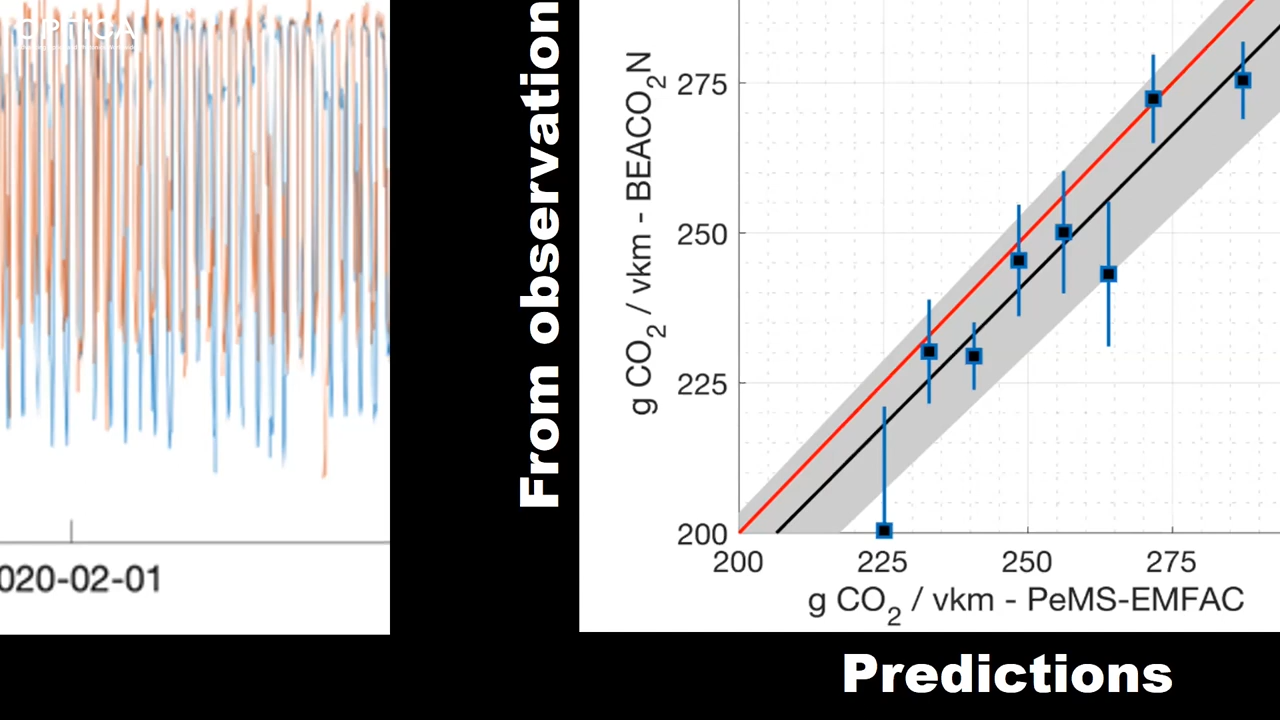 OPTICA
020-02-01
From observation
g CO2 / vkm - BEACO2N
275
250
225
200
200 225 250 275
g CO2 / vkm - PeMS-EMFAC
Predictions